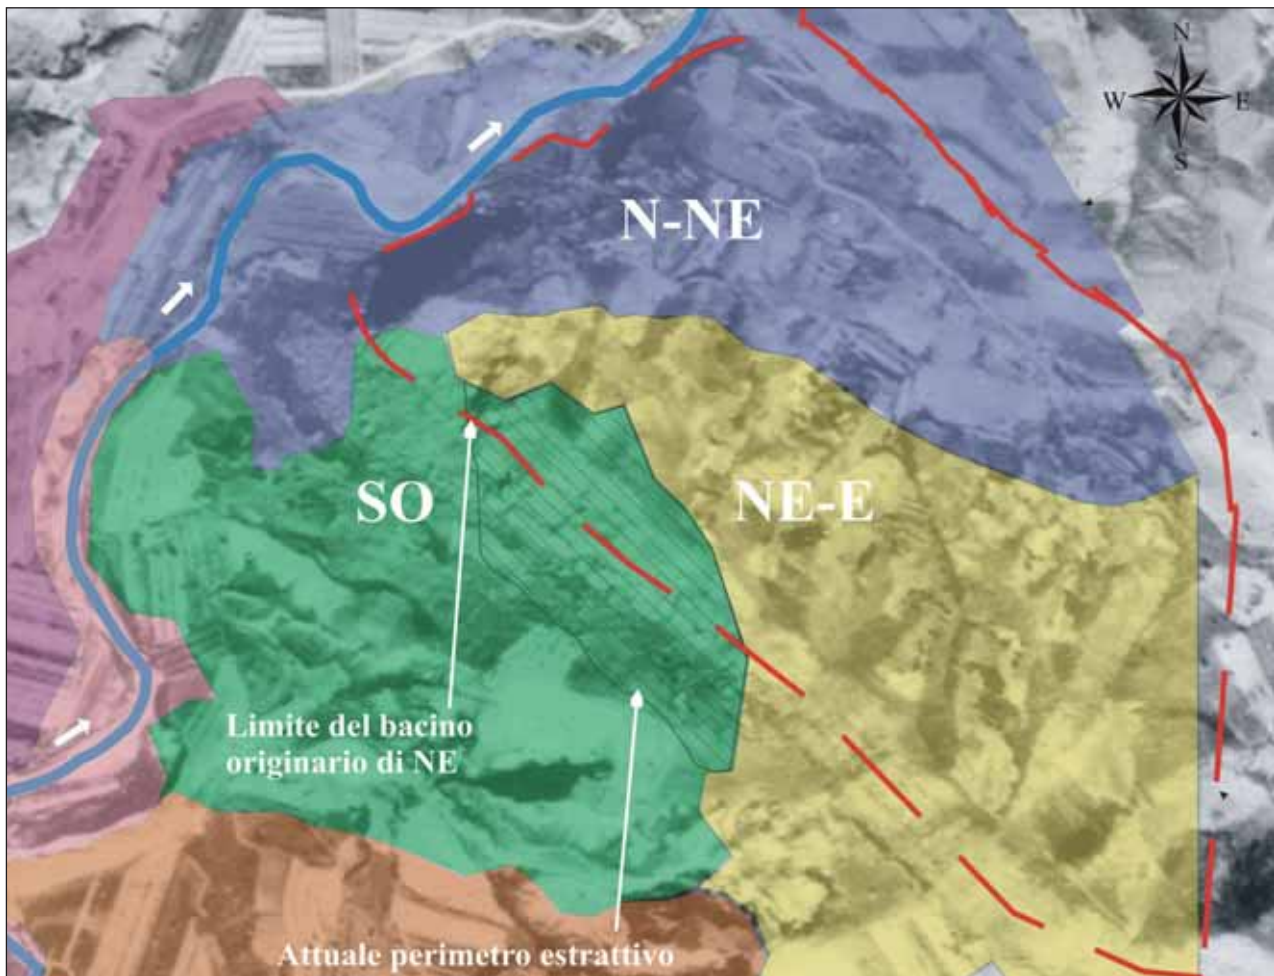 N
W E
S
N-NE
SO
NE-E
Limite del bacino
originario di NE
Attuale perimetro estrattivo